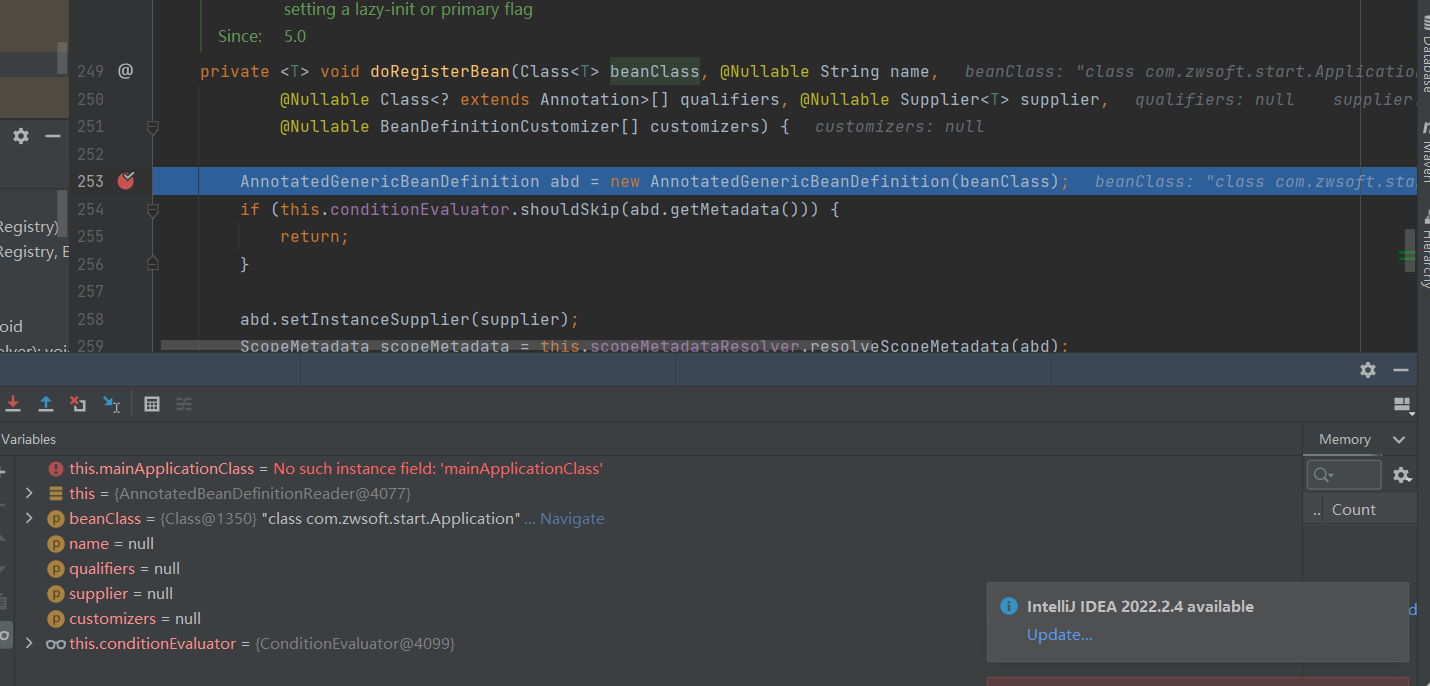 setting a lazy-init or primary flag
Since: 5.0
249 @ private <T> void doRegisterBean(Class<T> beanClass, @Nullable String name, beanClass: "class com.zwsoft.start.Applicatio
250 @Nullable Class<? extends Annotation>[] qualifiers, @Nullable Supplier<T> supplier, qualifiers: null supplier:
251 @Nullable BeanDefinitionCustomizer[] customizers) { customizers: null
252
253 AnnotatedGenericBeanDefinition abd = new AnnotatedGenericBeanDefinition(beanClass); beanClass: "class com.zwsoft.sta
254 if (this.conditionEvaluator.shouldSkip(abd.getMetadata())) {
255 return;
256 }
257
258 abd.setInstanceSupplier(supplier);
259 ScopeMetadata scopeMetadata = this.scopeMetadataResolver.resolveScopeMetadata(abd);
Registry)
Registry, E
oid
olver): voi
Database
Maven
Hierarchy
Variables
Memory
this.mainApplicationClass = No such instance field: 'mainApplicationClass'
this = {AnnotatedBeanDefinitionReader@4077}
beanClass = {Class@1350} "class com.zwsoft.start.Application" ... Navigate
name = null
qualifiers = null
supplier = null
customizers = null
this.conditionEvaluator = {ConditionEvaluator@4099}
.. Count
IntelliJ IDEA 2022.2.4 available
Update...